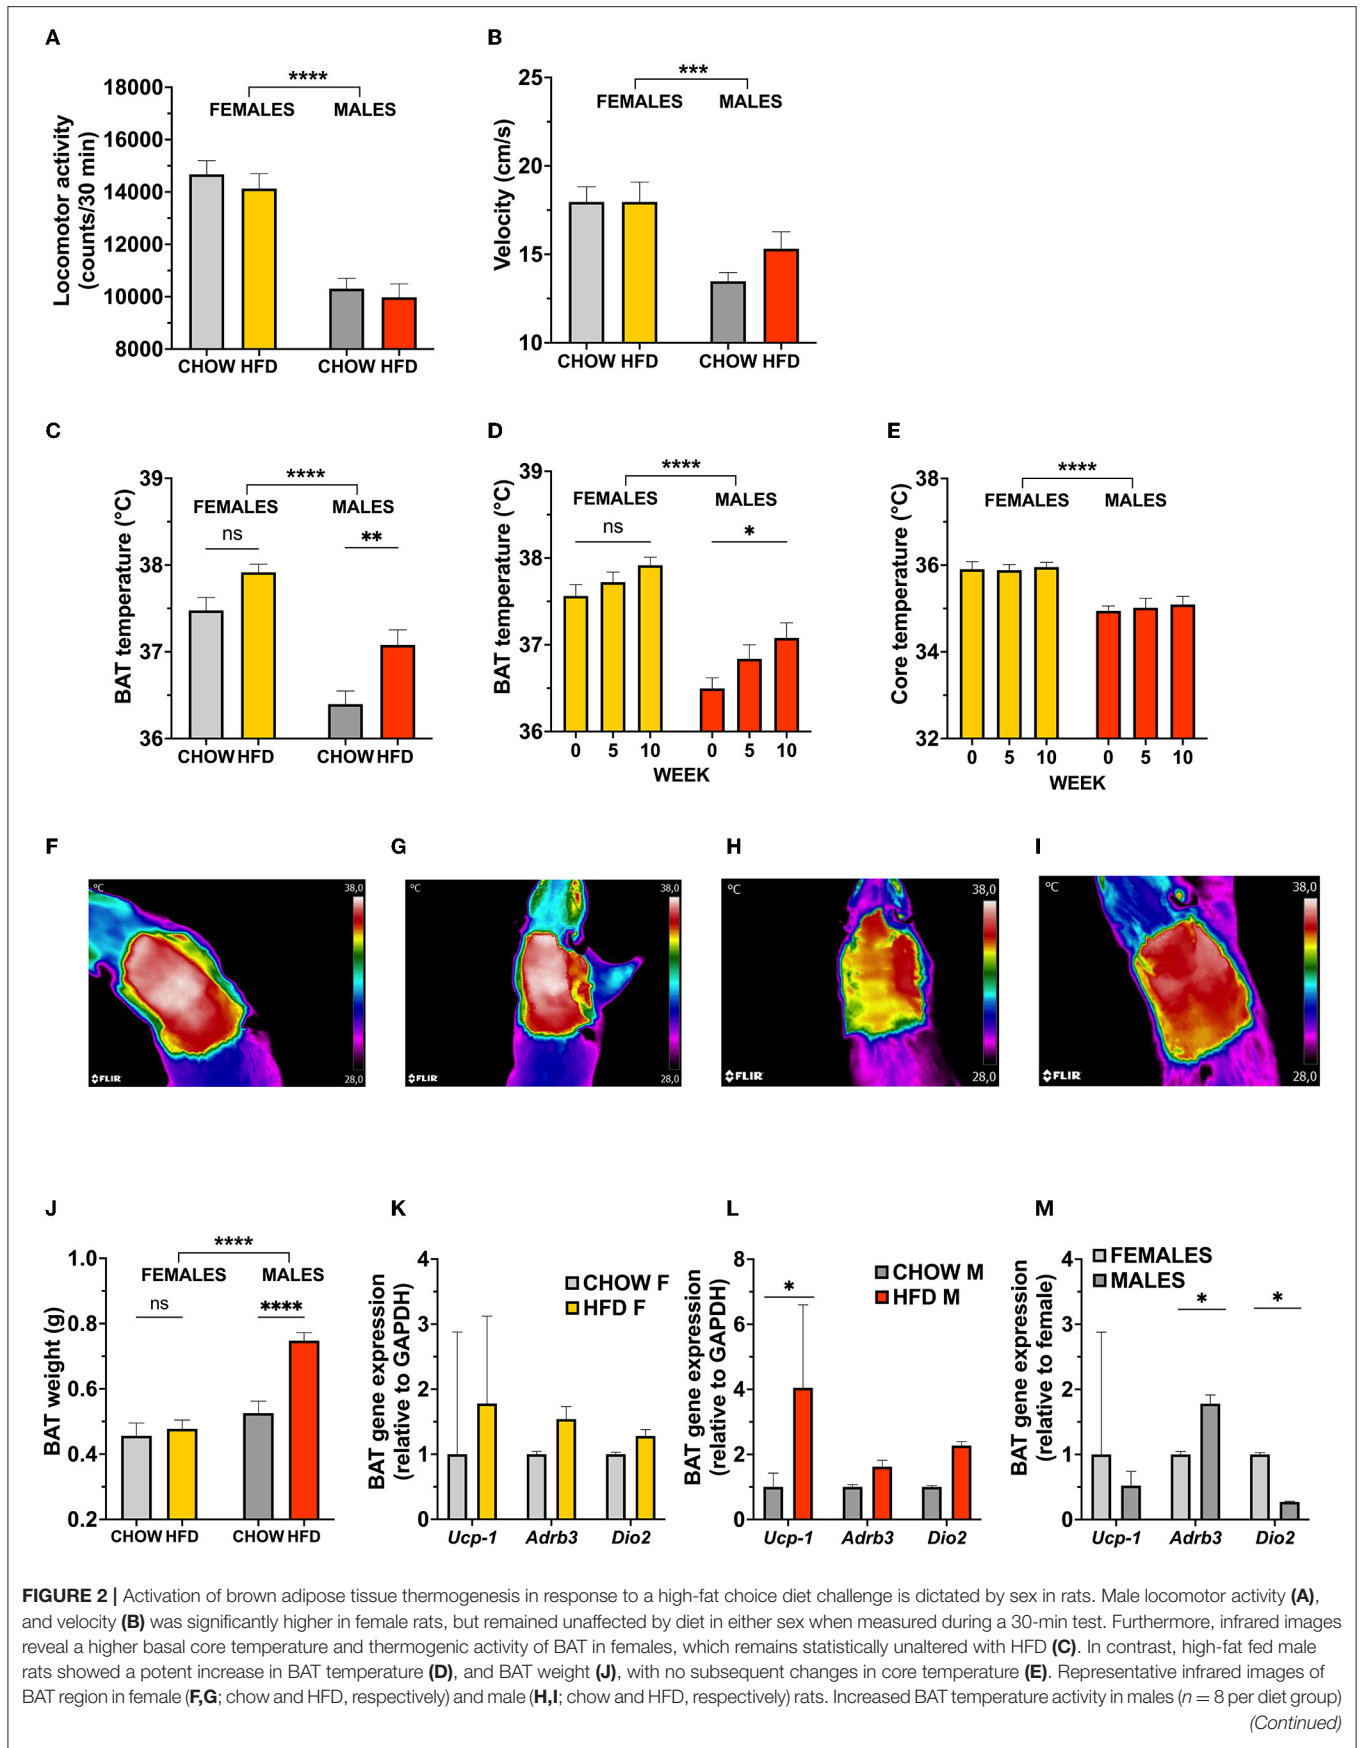 A
B
18000
16000
14000
12000
10000
8000
Locomotor activity
(counts/30 min)
****
FEMALES MALES
CHOW HFD CHOW HFD
25
20
15
10
Velocity (cm/s)
***
FEMALES MALES
CHOW HFD CHOW HFD
C
D
E
39
38
37
36
BAT temperature (°C)
****
FEMALES MALES
ns **
CHOW HFD CHOW HFD
39
38
37
36
BAT temperature (°C)
****
FEMALES MALES
ns *
0 5 10 0 5 10
WEEK
38
36
34
32
Core temperature (°C)
****
FEMALES MALES
0 5 10 0 5 10
WEEK
F
G
H
I
°C 38,0
FLIR 28,0
°C 38,0
FLIR 28,0
°C 38,0
FLIR 28,0
°C 38,0
FLIR 28,0
J
K
L
M
1.0
0.8
0.6
0.4
0.2
BAT weight (g)
****
FEMALES MALES
ns ****
CHOW HFD CHOW HFD
4
3
2
1
0
BAT gene expression
(relative to GAPDH)
CHOW F
HFD F
Ucp-1 Adrb3 Dio2
8
6
4
2
0
BAT gene expression
(relative to GAPDH)
*
CHOW M
HFD M
Ucp-1 Adrb3 Dio2
4
3
2
1
0
BAT gene expression
(relative to female)
FEMALES
MALES
* *
Ucp-1 Adrb3 Dio2
FIGURE 2 | Activation of brown adipose tissue thermogenesis in response to a high-fat choice diet challenge is dictated by sex in rats. Male locomotor activity (A),
and velocity (B) was significantly higher in female rats, but remained unaffected by diet in either sex when measured during a 30-min test. Furthermore, infrared images
reveal a higher basal core temperature and thermogenic activity of BAT in females, which remains statistically unaltered with HFD (C). In contrast, high-fat fed male
rats showed a potent increase in BAT temperature (D), and BAT weight (J), with no subsequent changes in core temperature (E). Representative infrared images of
BAT region in female (F,G; chow and HFD, respectively) and male (H,I; chow and HFD, respectively) rats. Increased BAT temperature activity in males (n = 8 per diet group)
(Continued)